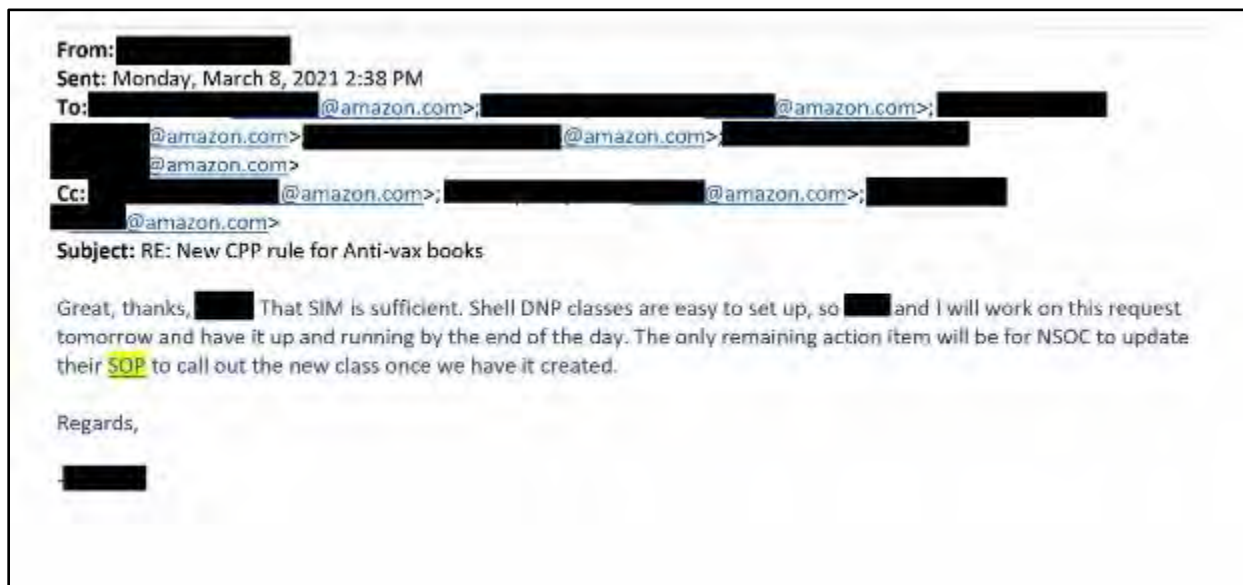 From:
Sent: Monday, March 8, 2021 2:38 PM
To: @amazon.com>; @amazon.com>;
@amazon.com> @amazon.com>;
@amazon.com>
Cc: @amazon.com>; @amazon.com>;
@amazon.com>
Subject: RE: New CPP rule for Anti-vax books
Great, thanks, That SIM is sufficient. Shell DNP classes are easy to set up, so and I will work on this request
tomorrow and have it up and running by the end of the day. The only remaining action item will be for NSOC to update
their SOP to call out the new class once we have it created.
Regards,
-